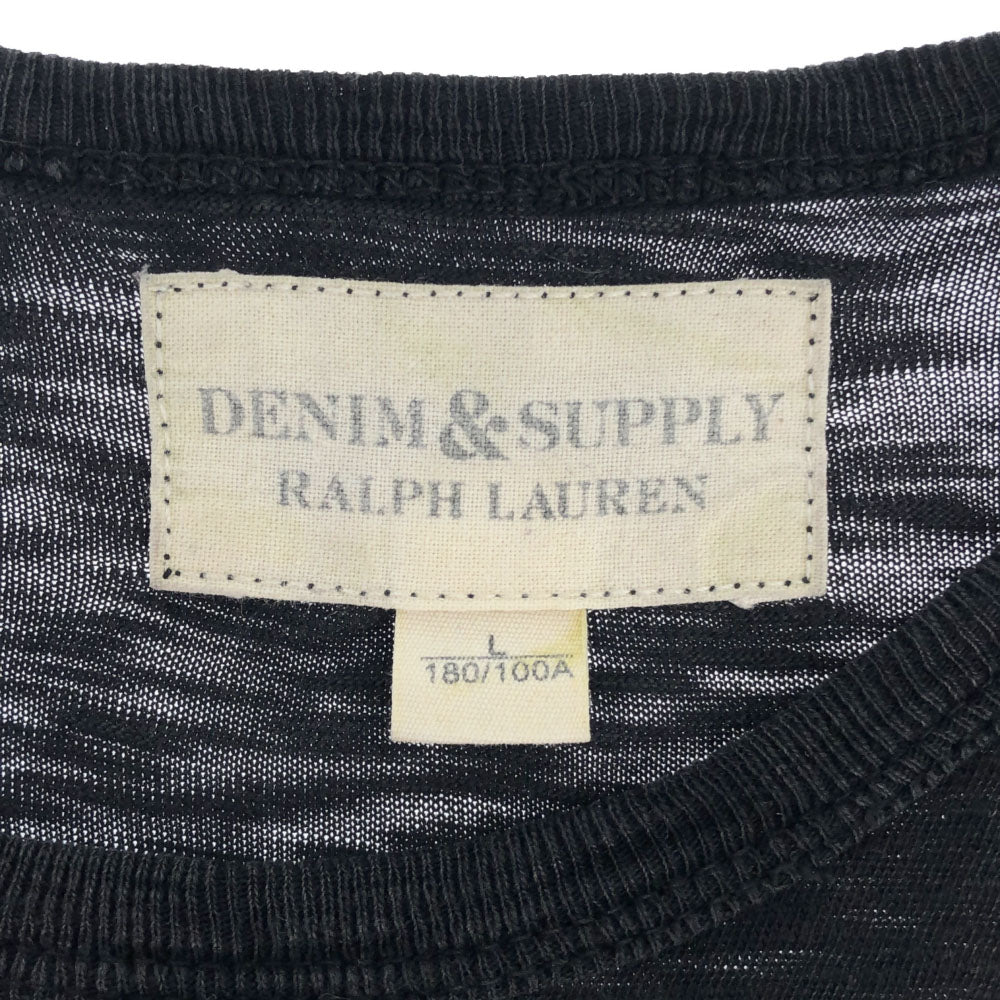 DENIM & SUPPLY
RALPH LAUREN
L
180/100A